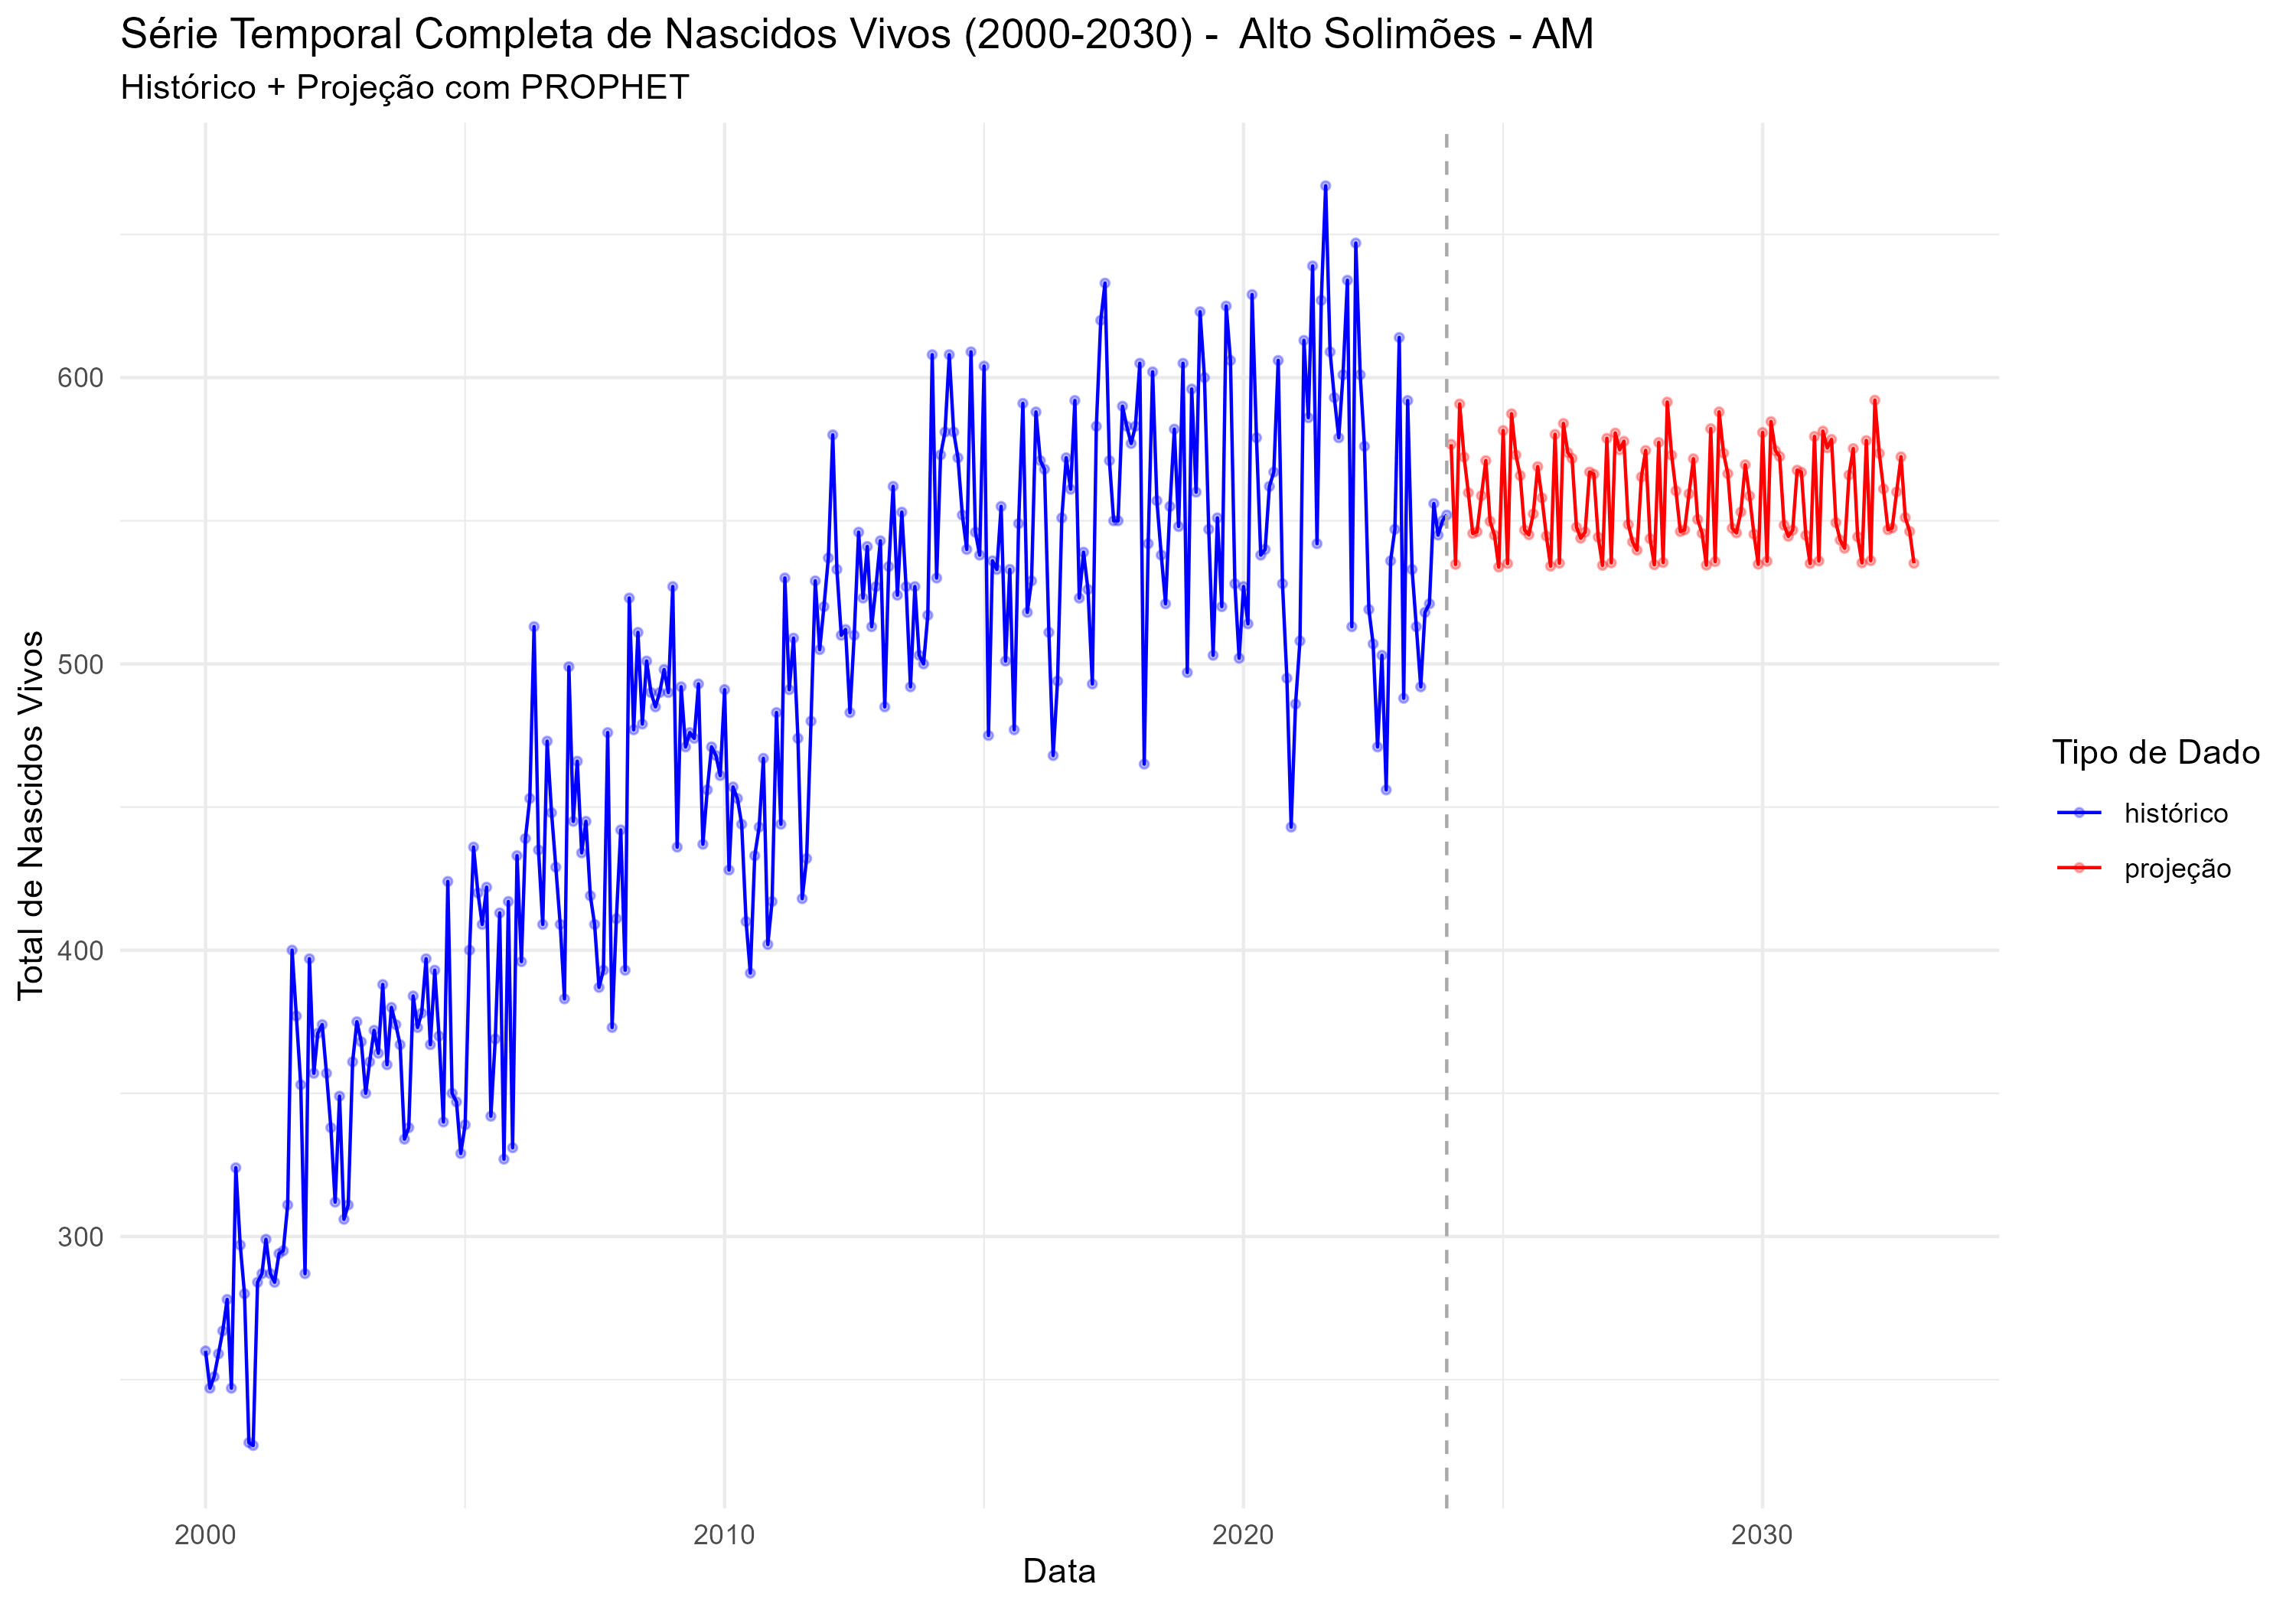 Série Temporal Completa de Nascidos Vivos (2000-2030) -  Alto Solimões - AM
Histórico + Projeção com PROPHET
Total de Nascidos Vivos
600
500
400
300
2000
2010
2020
2030
Data
Tipo de Dado
histórico
projeção